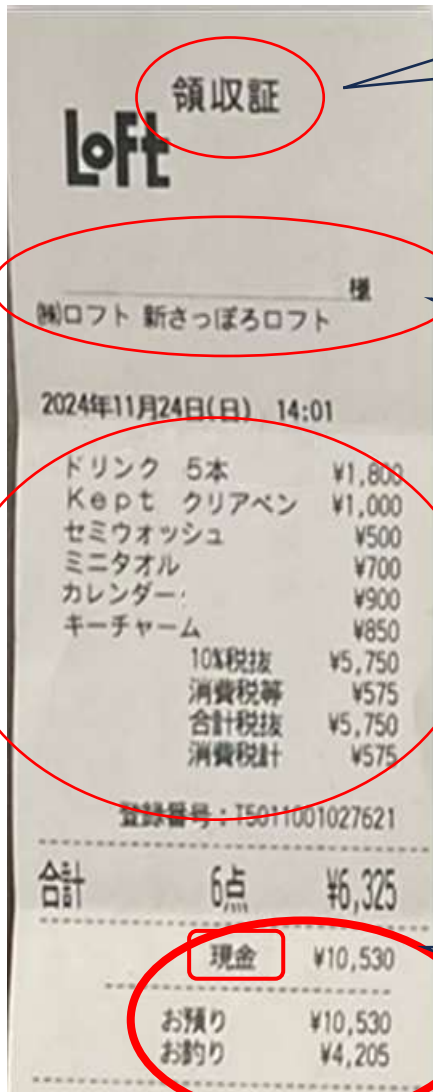 領収証
LoFt
様
㈱ロフト 新さっぽろロフト
2024年11月24日(日) 14:01
ドリンク 5本 ¥1,800
Kept クリアペン ¥1,000
セミウォッシュ ¥500
ミニタオル ¥700
カレンダー ¥900
キーチャーム ¥850
10%税抜 ¥5,750
消費税等 ¥575
合計税抜 ¥5,750
消費税計 ¥575
登録番号:T5011001027621
合計 6点 ¥6,325
現金 ¥10,530
お預り ¥10,530
お釣り ¥4,205